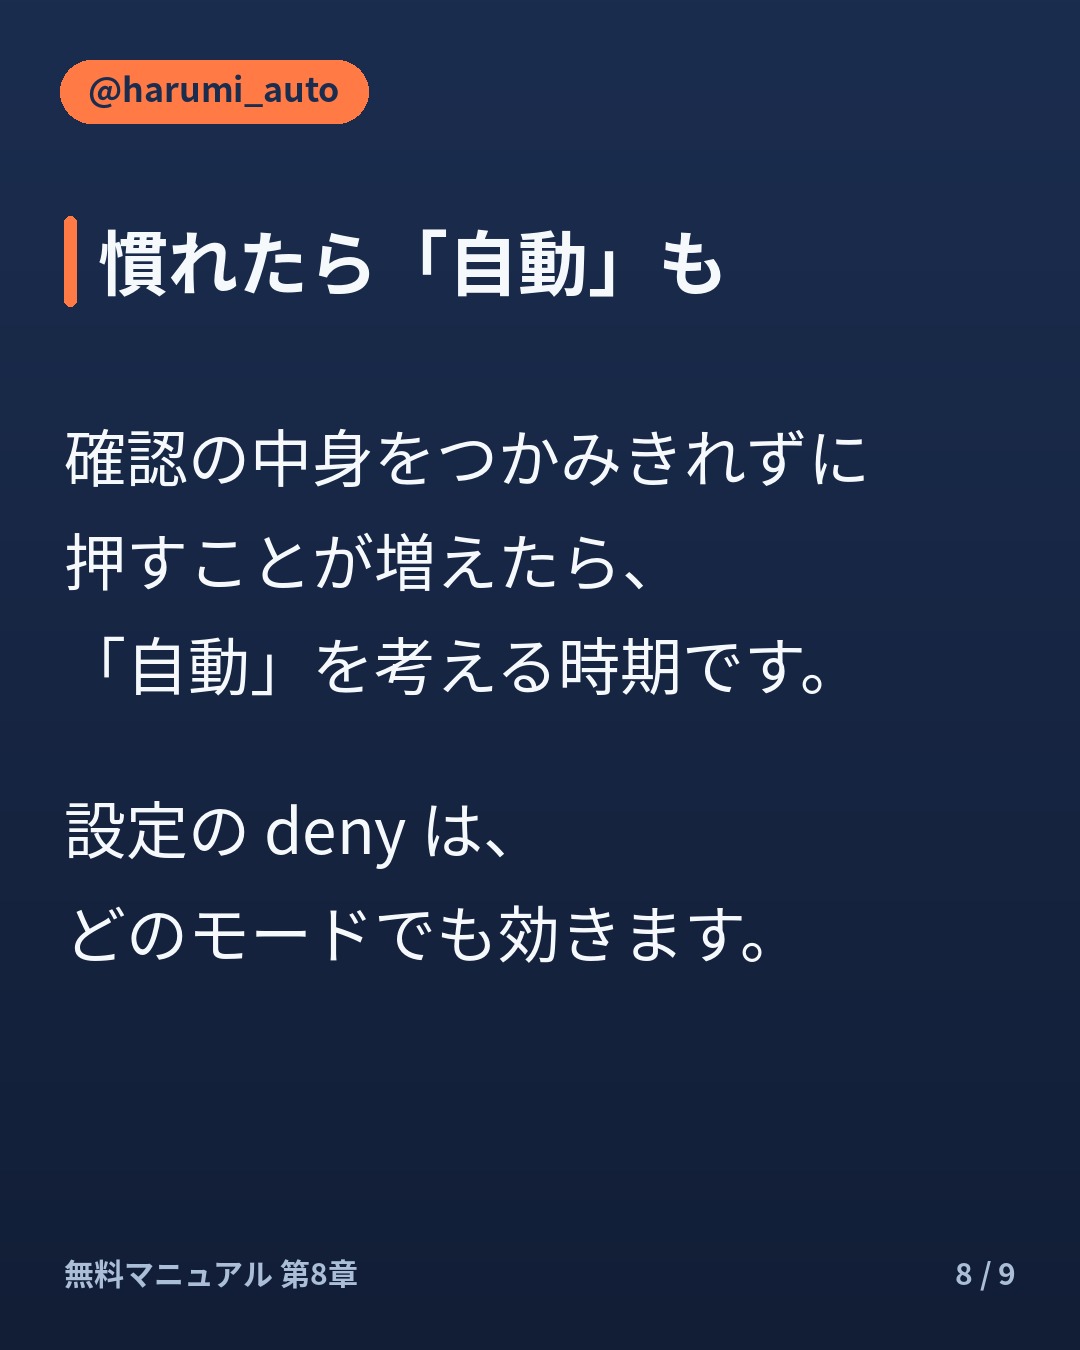 @harumi_auto
慣れたら「自動」も
確認の中身をつかみきれずに
押すことが増えたら、
「自動」を考える時期です。
設定の deny は、
どのモードでも効きます。
無料マニュアル 第8章
8 / 9